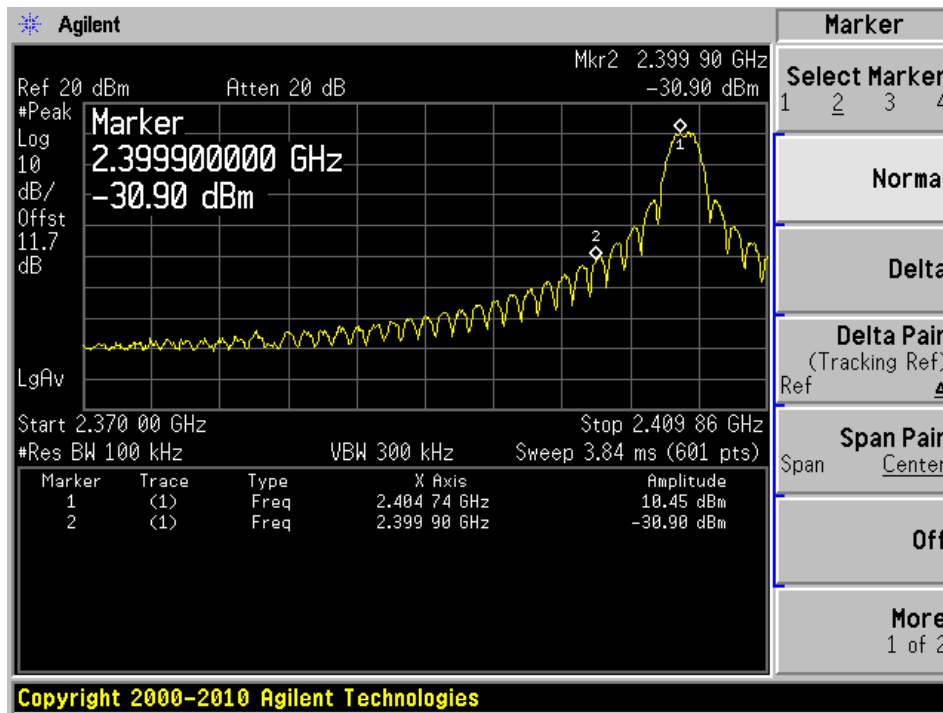 Agilent
Marker
Mkr2 2.399 90 GHz
Ref 20 dBm Atten 20 dB -30.90 dBm
#Peak
Log
10
dB/
Offst
11.7
dB
LgAv
Marker
2.399900000 GHz
-30.90 dBm
1
2
Start 2.370 00 GHz Stop 2.409 86 GHz
#Res BW 100 kHz VBW 300 kHz Sweep 3.84 ms (601 pts)
Marker Trace Type X Axis Amplitude
1 (1) Freq 2.404 74 GHz 10.45 dBm
2 (1) Freq 2.399 90 GHz -30.90 dBm
Select Marker
1 2 3 4
Norma
Delta
Delta Pair
(Tracking Ref)
Ref
Span Pair
Span Center
Off
More
1 of 2
Copyright 2000-2010 Agilent Technologies